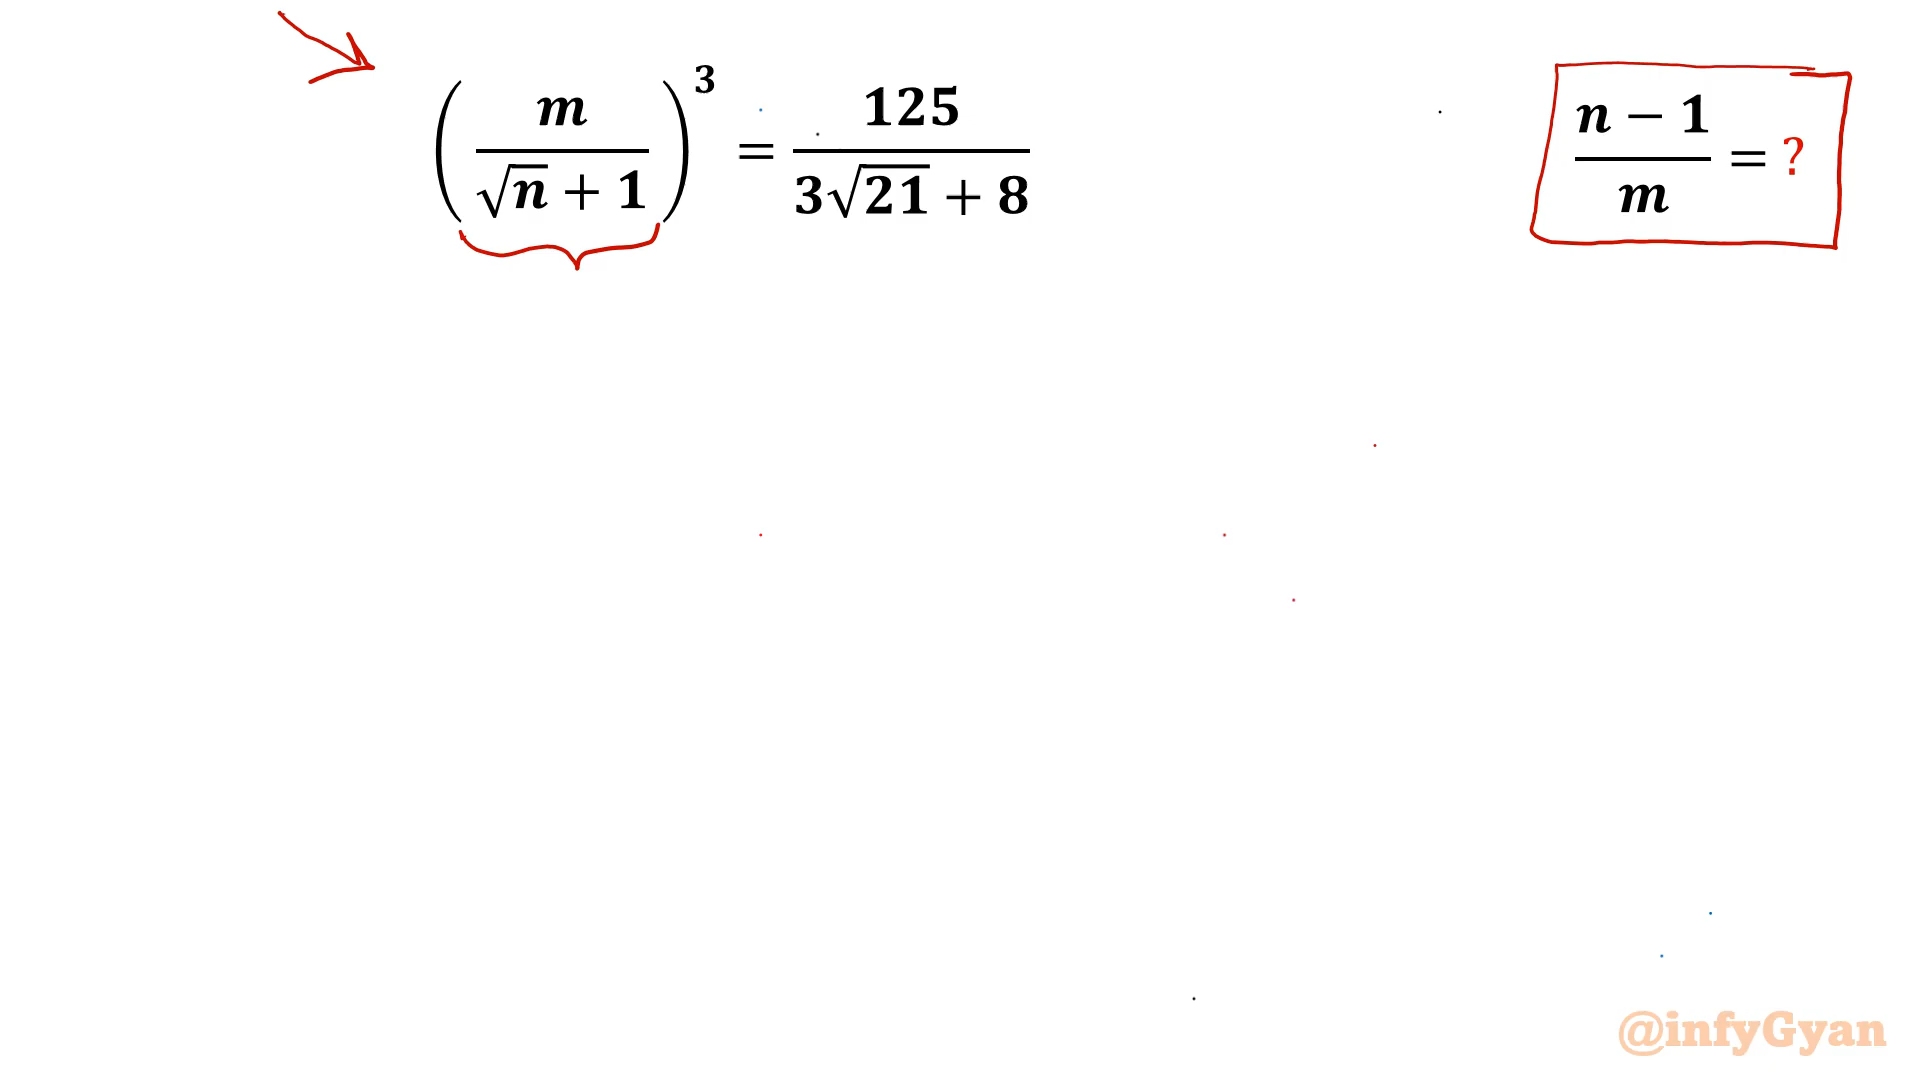 (m / (√n + 1))³ = 125 / (3√21 + 8)
(n − 1) / m = ?
@infyGyan